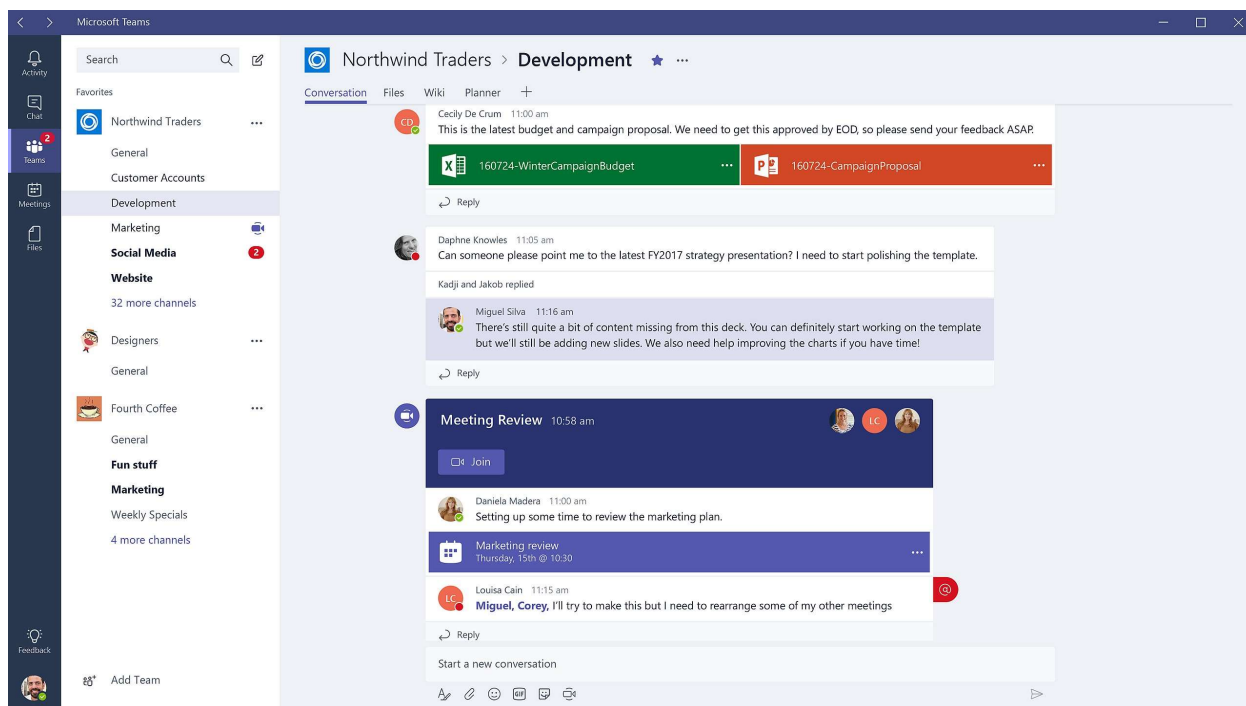 Microsoft Teams
Activity
Chat
2
Teams
Meetings
Files
Feedback
Search
Favorites
Northwind Traders
General
Customer Accounts
Development
Marketing
Social Media 2
Website
32 more channels
Designers
General
Fourth Coffee
General
Fun stuff
Marketing
Weekly Specials
4 more channels
Add Team
Northwind Traders > Development
Conversation Files Wiki Planner
CD
Cecily De Crum 11:00 am
This is the latest budget and campaign proposal. We need to get this approved by EOD, so please send your feedback ASAP.
160724-WinterCampaignBudget
160724-CampaignProposal
Reply
Daphne Knowles 11:05 am
Can someone please point me to the latest FY2017 strategy presentation? I need to start polishing the template.
Kadji and Jakob replied
Miguel Silva 11:16 am
There's still quite a bit of content missing from this deck. You can definitely start working on the template
but we'll still be adding new slides. We also need help improving the charts if you have time!
Reply
Meeting Review 10:58 am
LC
Join
Daniela Madera 11:00 am
Setting up some time to review the marketing plan.
Marketing review
Thursday, 15th @ 10:30
LC
Louisa Cain 11:15 am
@
Miguel, Corey, I'll try to make this but I need to rearrange some of my other meetings
Reply
Start a new conversation
GIF